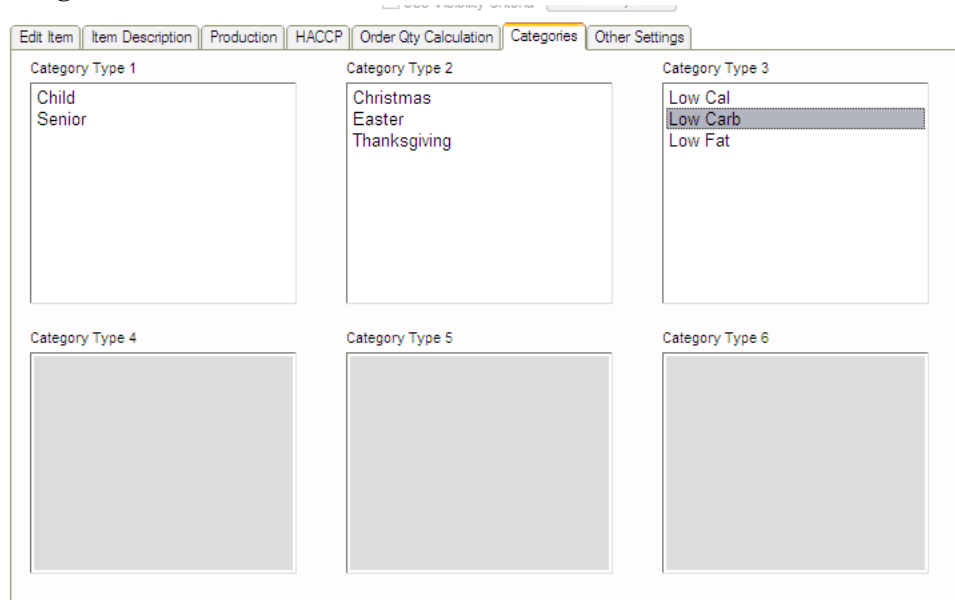 Edit Item Item Description Production HACCP Order Qty Calculation Categories Other Settings
Category Type 1 Category Type 2 Category Type 3
Child Christmas Low Cal
Senior Easter Low Carb
Thanksgiving Low Fat
Category Type 4 Category Type 5 Category Type 6